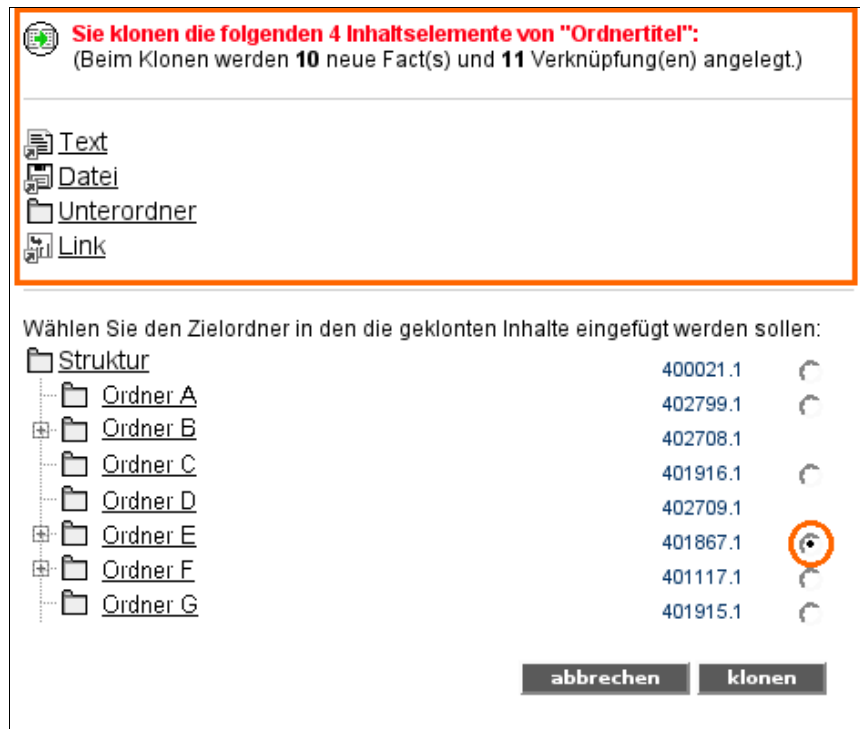 Sie klonen die folgenden 4 Inhaltselemente von "Ordnertitel":
(Beim Klonen werden 10 neue Fact(s) und 11 Verknüpfung(en) angelegt.)
Text
Datei
Unterordner
Link
Wählen Sie den Zielordner in den die geklonten Inhalte eingefügt werden sollen:
Struktur 400021.1
Ordner A 402799.1
Ordner B 402708.1
Ordner C 401916.1
Ordner D 402709.1
Ordner E 401867.1
Ordner F 401117.1
Ordner G 401915.1
abbrechen klonen